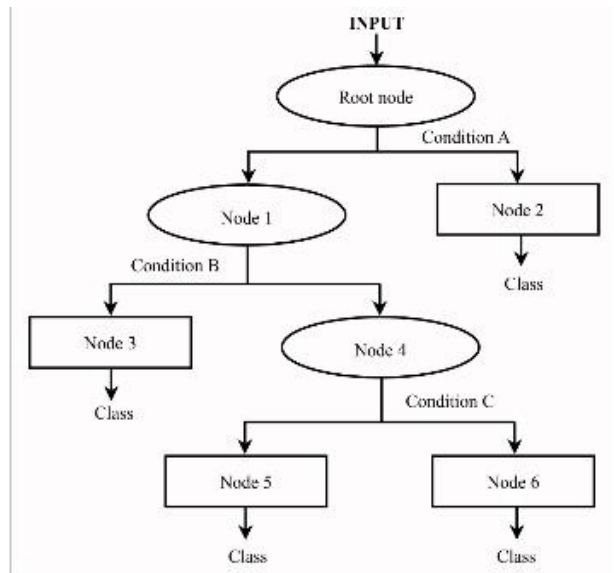 INPUT
Root node
Condition A
Node 1
Node 2
Condition B
Class
Node 3
Node 4
Class
Condition C
Node 5
Node 6
Class
Class